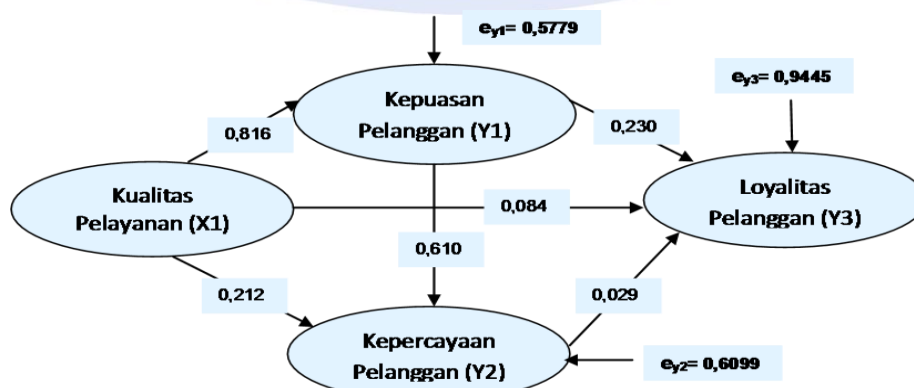 ey1= 0,5779
ey3= 0,9445
Kepuasan
Pelanggan (Y1)
0,816
0,230
Kualitas
Pelayanan (X1)
0,084
Loyalitas
Pelanggan (Y3)
0,610
0,212
0,029
Kepercayaan
Pelanggan (Y2)
ey2= 0,6099